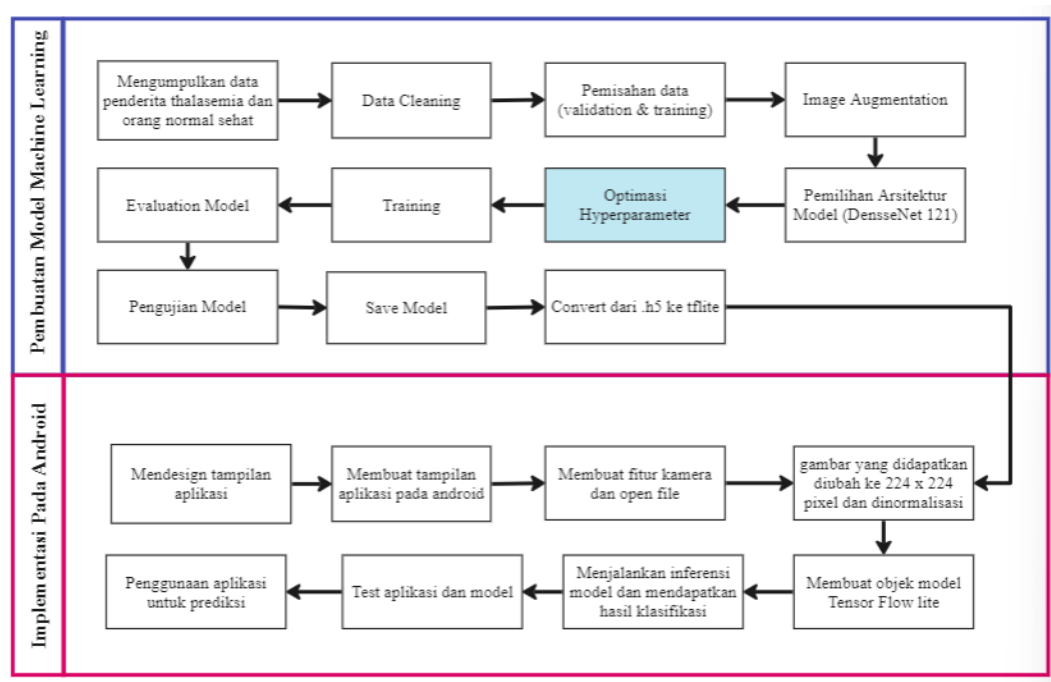 Pembuatan Model Machine Learning
Mengumpulkan data
penderita thalasemia dan
orang normal sehat
Data Cleaning
Pemisahan data
(validation & training)
Image Augmentation
Pemilihan Arsitektur
Model (DensseNet 121)
Optimasi
Hyperparameter
Training
Evaluation Model
Pengujian Model
Save Model
Convert dari .h5 ke tflite
Implementasi Pada Android
Mendesign tampilan
aplikasi
Membuat tampilan
aplikasi pada android
Membuat fitur kamera
dan open file
gambar yang didapatkan
diubah ke 224 x 224
pixel dan dinormalisasi
Membuat objek model
Tensor Flow lite
Menjalankan inferensi
model dan mendapatkan
hasil klasifikasi
Test aplikasi dan model
Penggunaan aplikasi
untuk prediksi